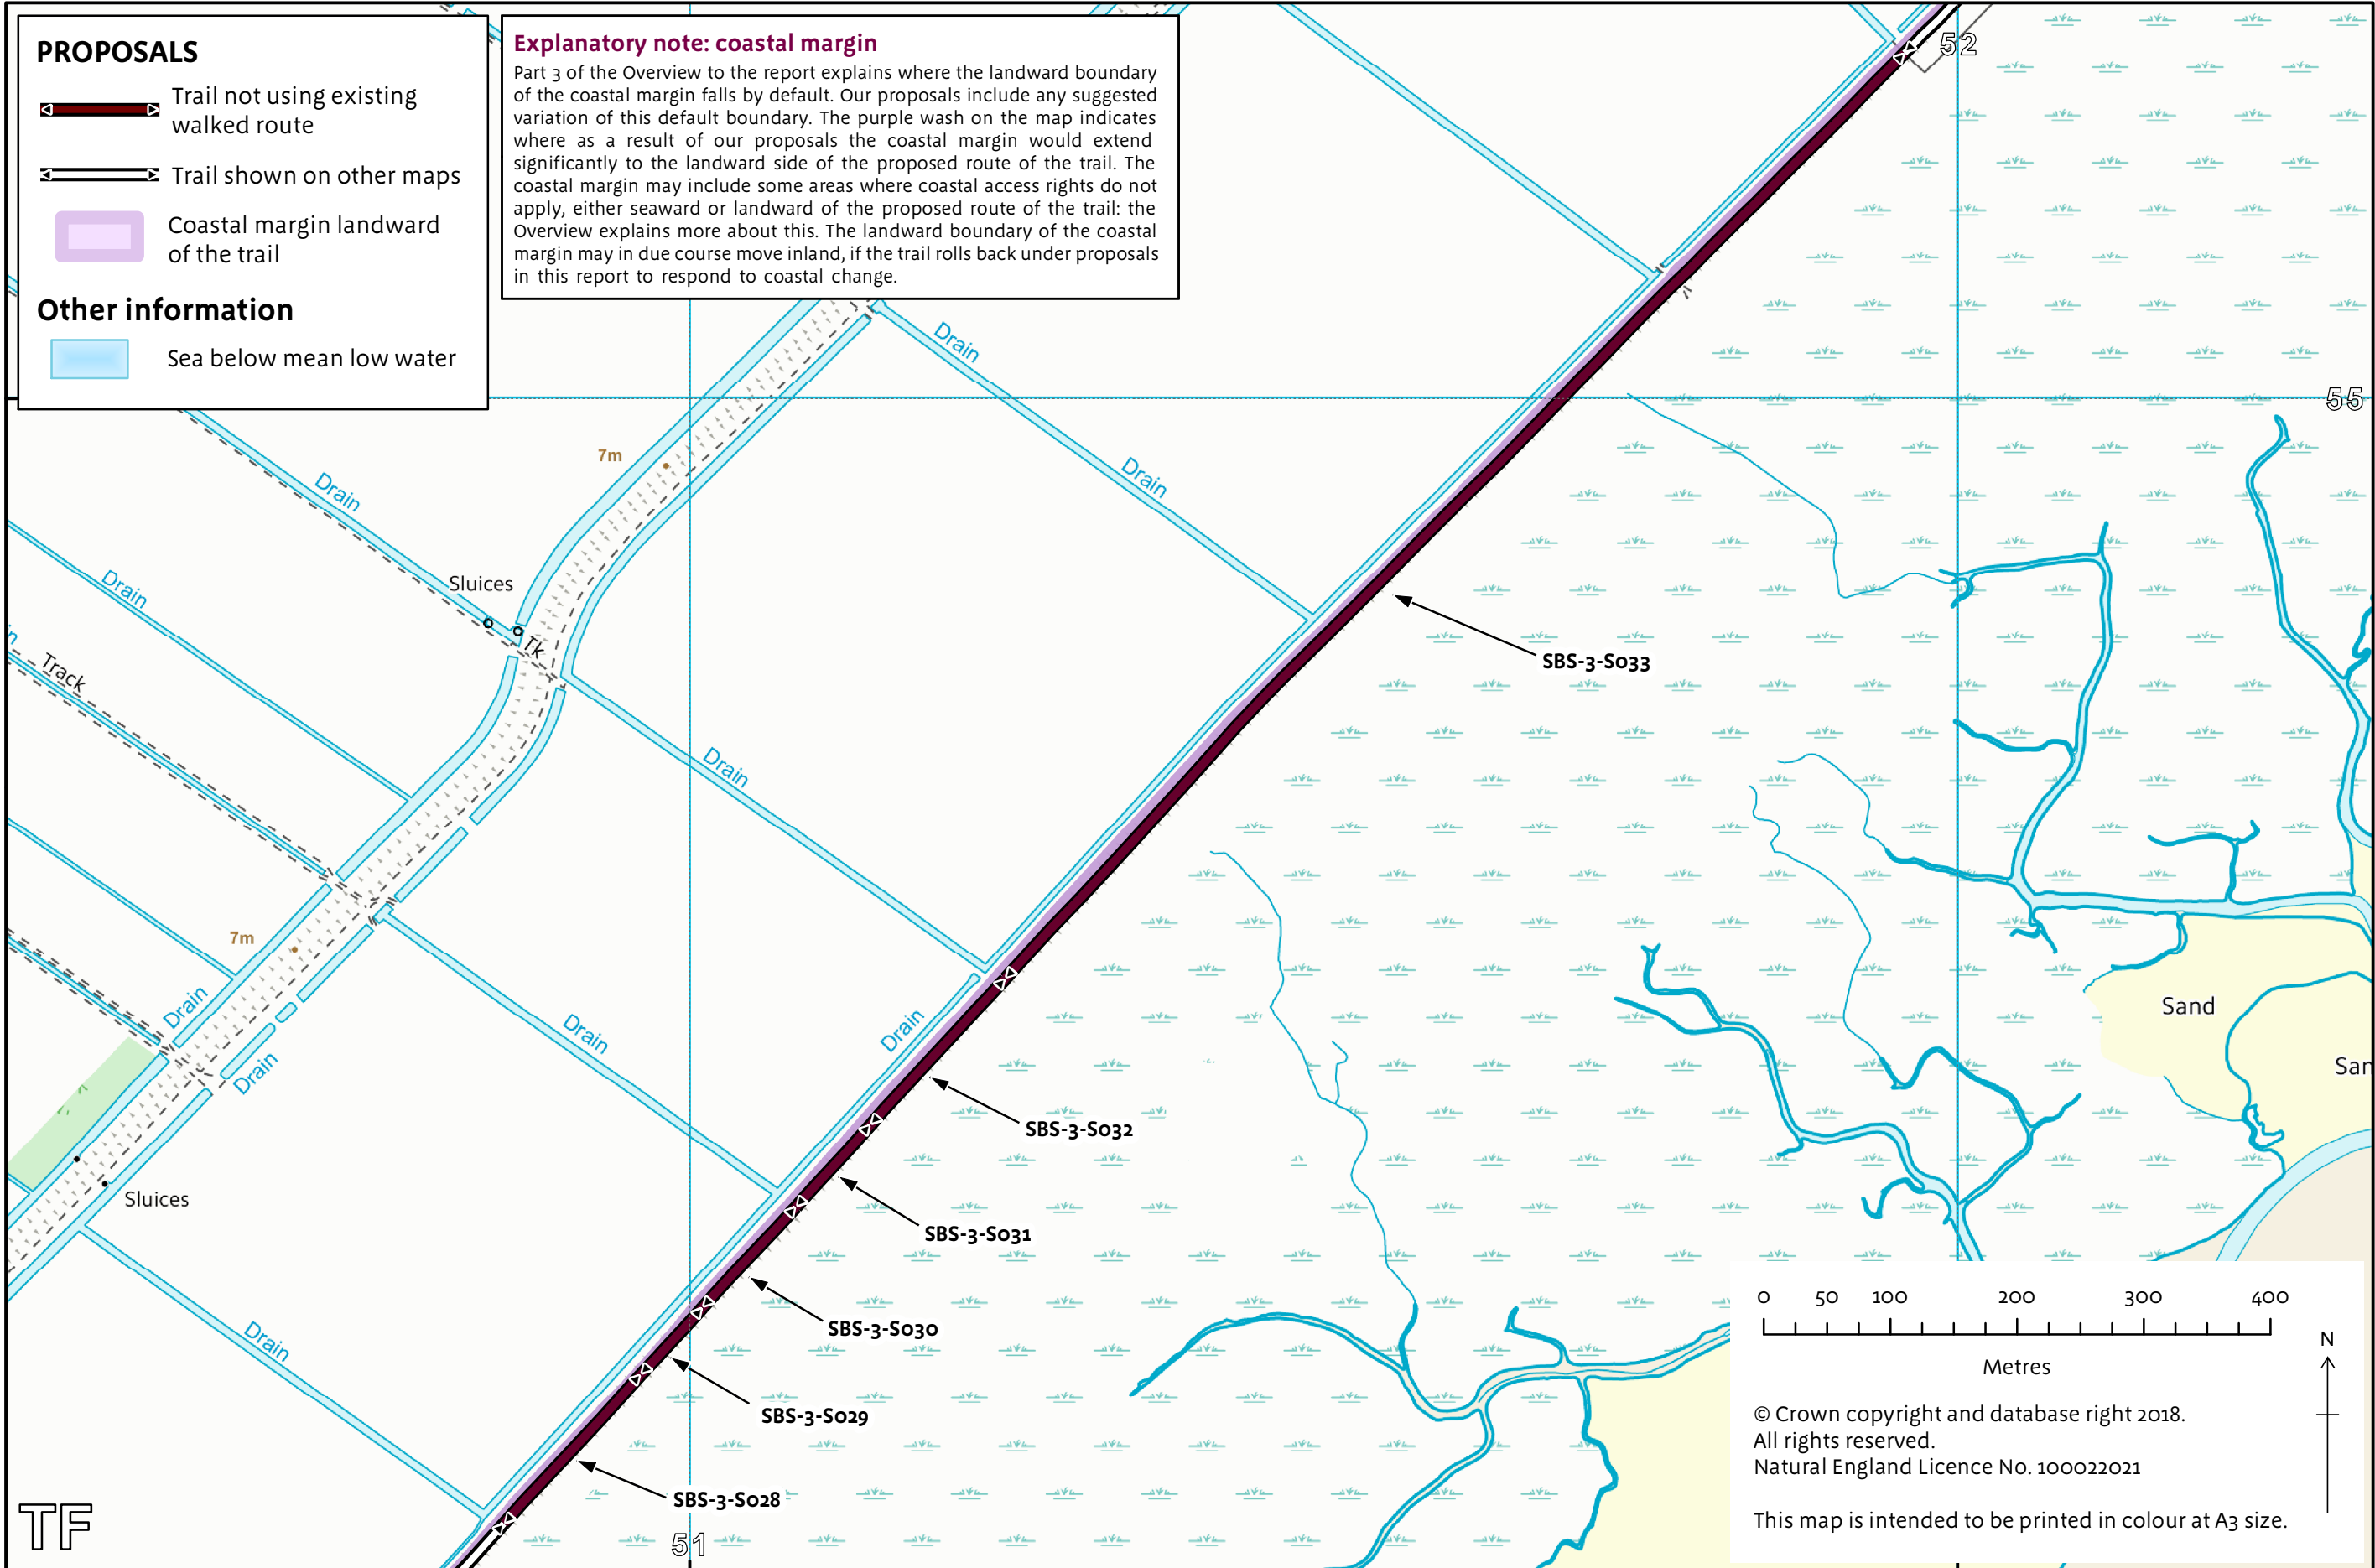 PROPOSALS
Trail not using existing
walked route
Trail shown on other maps
Coastal margin landward
of the trail
Other information
Sea below mean low water
Explanatory note: coastal margin
Part 3 of the Overview to the report explains where the landward boundary
of the coastal margin falls by default. Our proposals include any suggested
variation of this default boundary. The purple wash on the map indicates
where as a result of our proposals the coastal margin would extend
significantly to the landward side of the proposed route of the trail. The
coastal margin may include some areas where coastal access rights do not
apply, either seaward or landward of the proposed route of the trail: the
Overview explains more about this. The landward boundary of the coastal
margin may in due course move inland, if the trail rolls back under proposals
in this report to respond to coastal change.
52
55
Drain
7m
Drain
Drain
Sluices
Drain
Tk
Track
SBS-3-S033
Drain
7m
Drain
Drain
Drain
Drain
Sand
San
SBS-3-S032
Sluices
SBS-3-S031
SBS-3-S030
Drain
SBS-3-S029
SBS-3-S028
TF
51
0 50 100 200 300 400
Metres
N
© Crown copyright and database right 2018.
All rights reserved.
Natural England Licence No. 100022021
This map is intended to be printed in colour at A3 size.